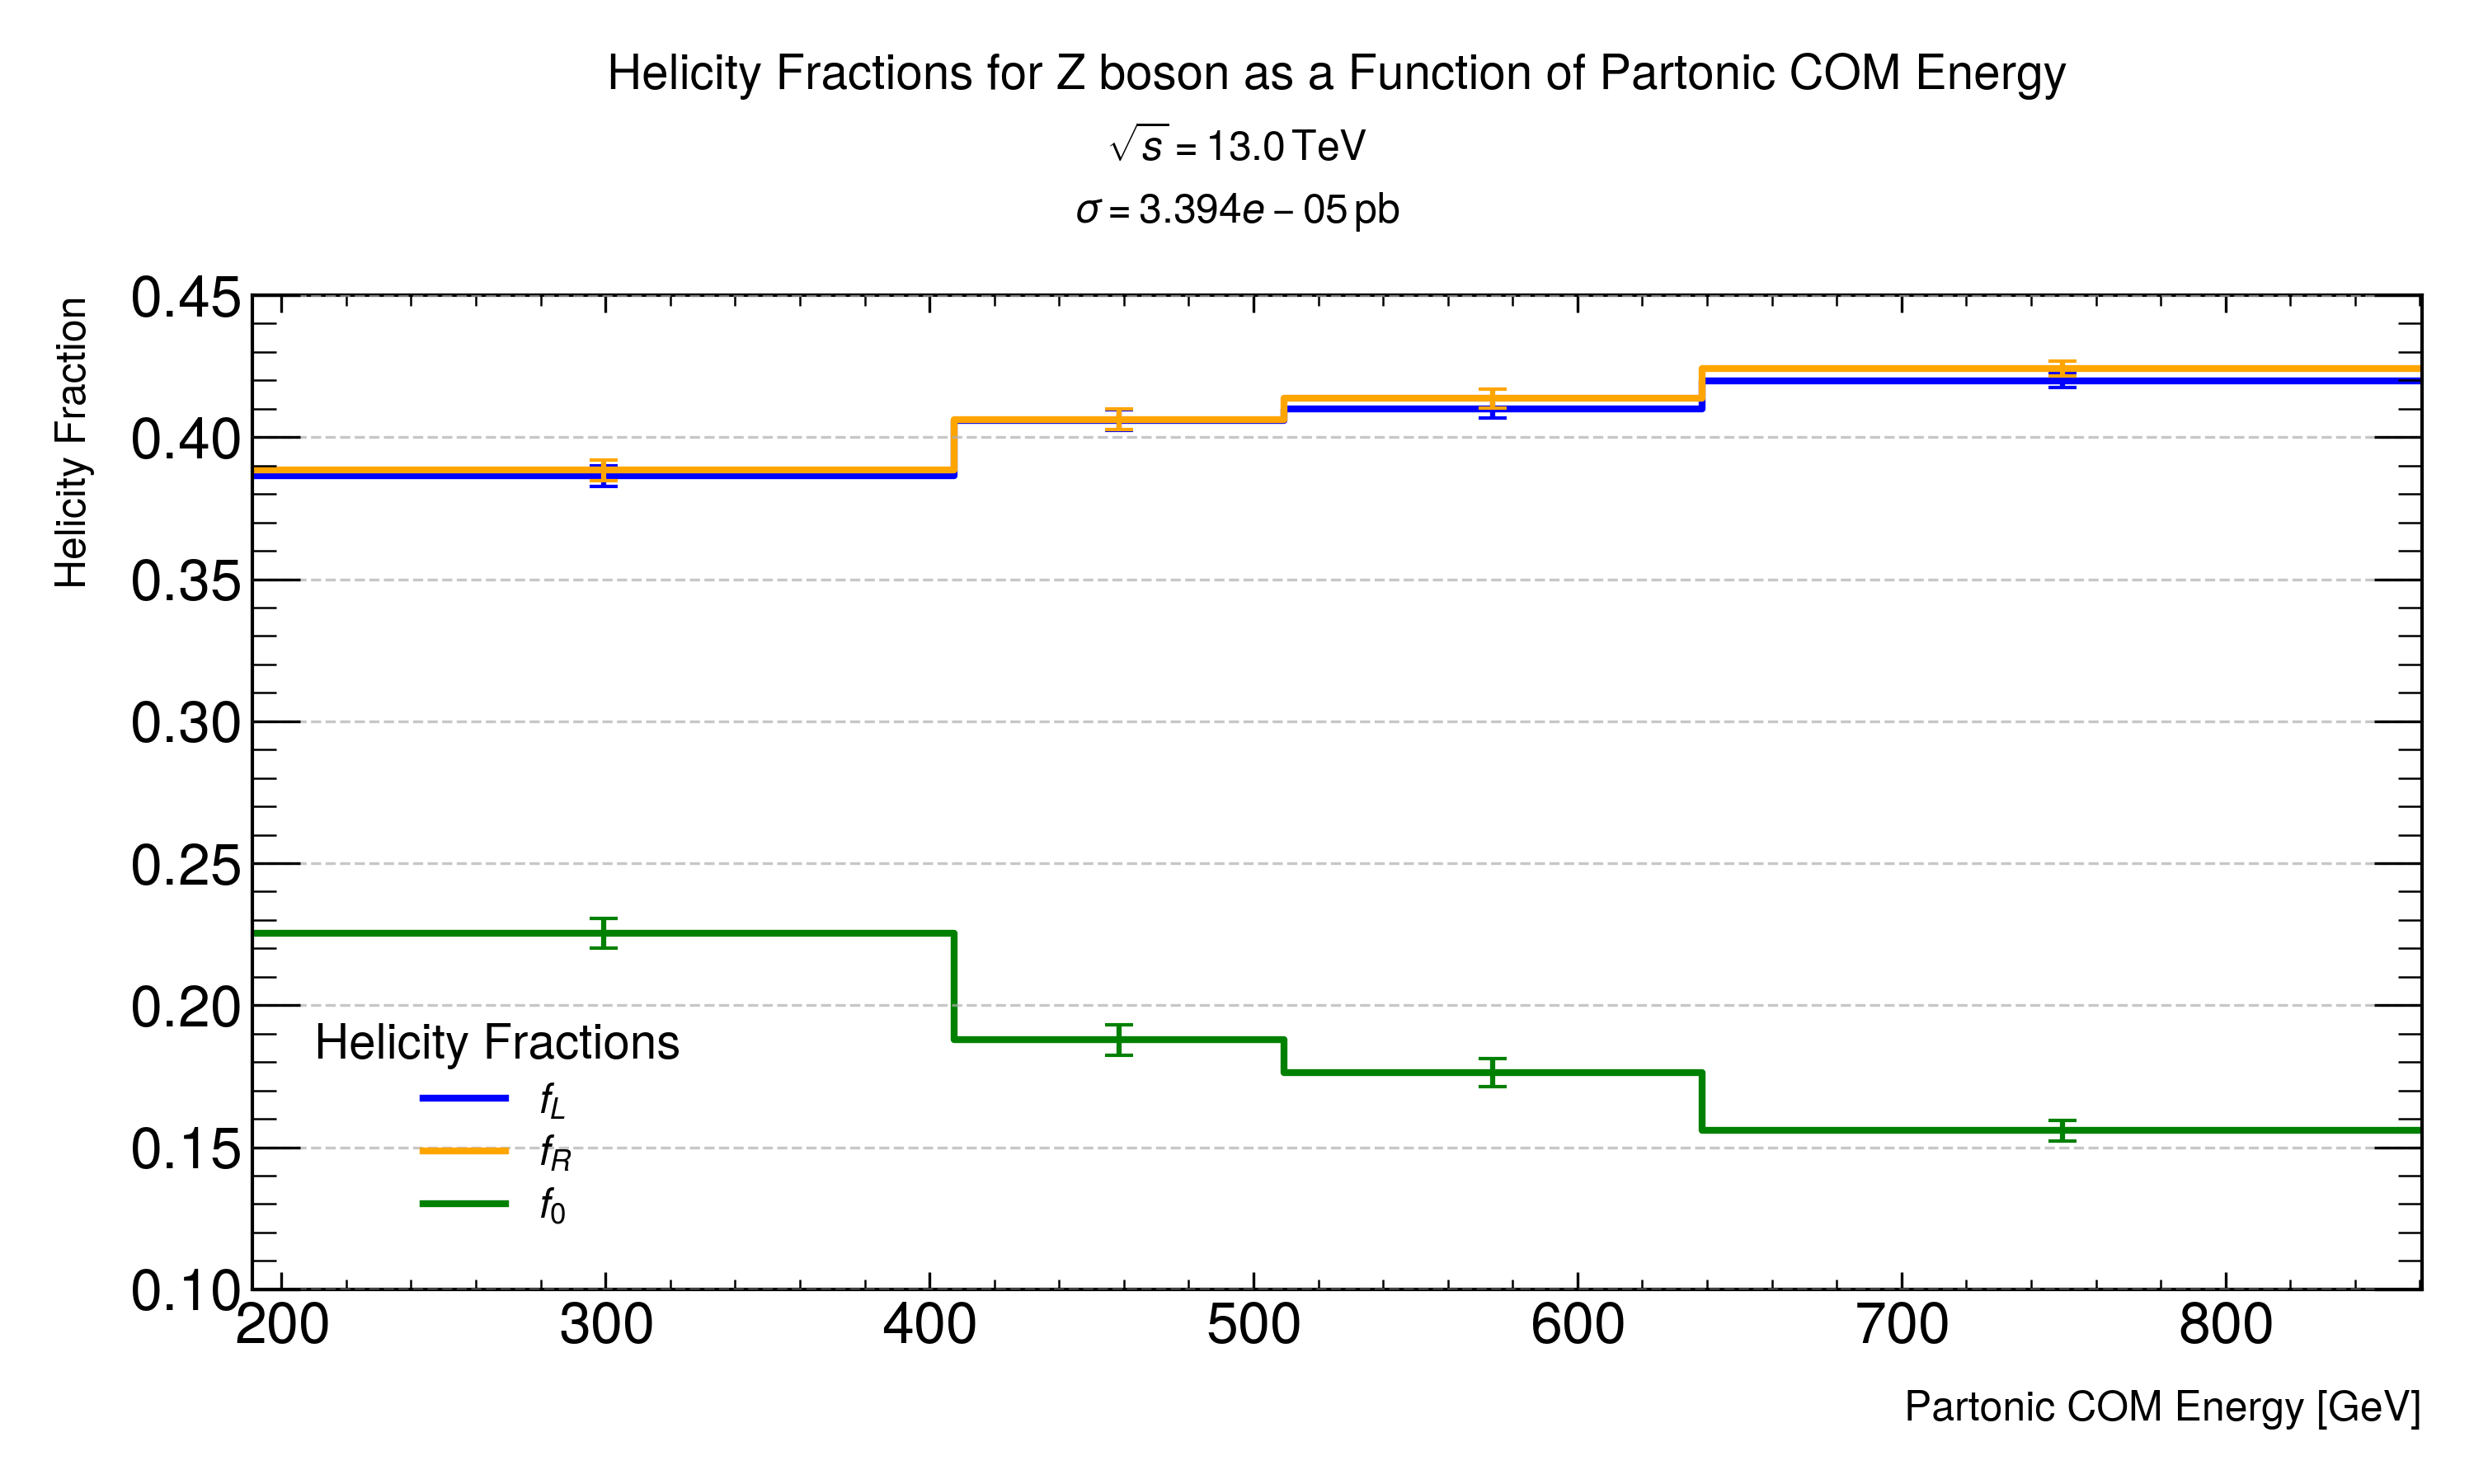 Helicity Fractions for Z boson as a Function of Partonic COM Energy
√s = 13.0 TeV
σ = 3.394e − 05 pb
Helicity Fraction
0.45
0.40
0.35
0.30
0.25
0.20
0.15
0.10
Helicity Fractions
f_L
f_R
f_0
200 300 400 500 600 700 800
Partonic COM Energy [GeV]